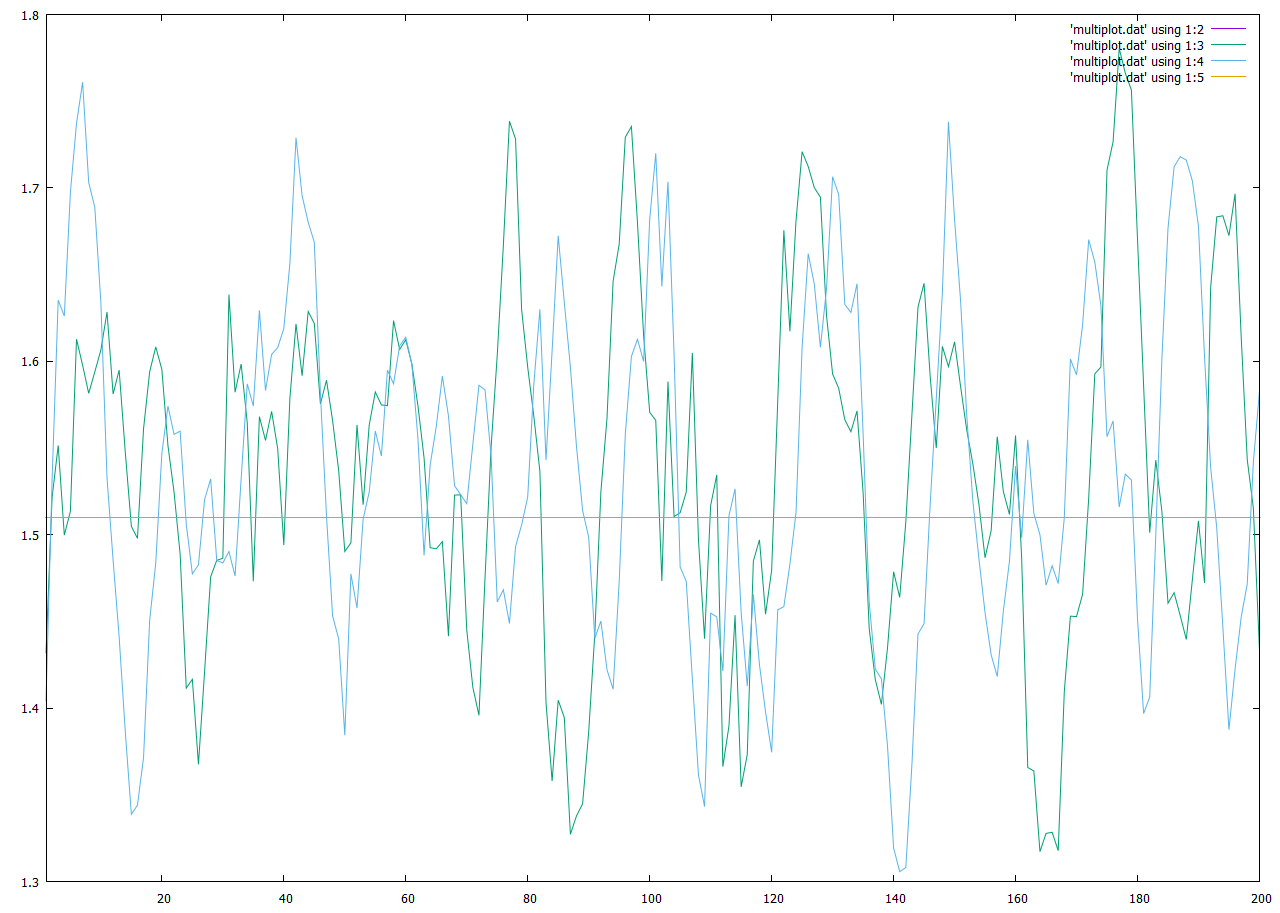 1.8
'multiplot.dat' using 1:2
'multiplot.dat' using 1:3
'multiplot.dat' using 1:4
'multiplot.dat' using 1:5
1.7
1.6
1.5
1.4
1.3
20 40 60 80 100 120 140 160 180 200